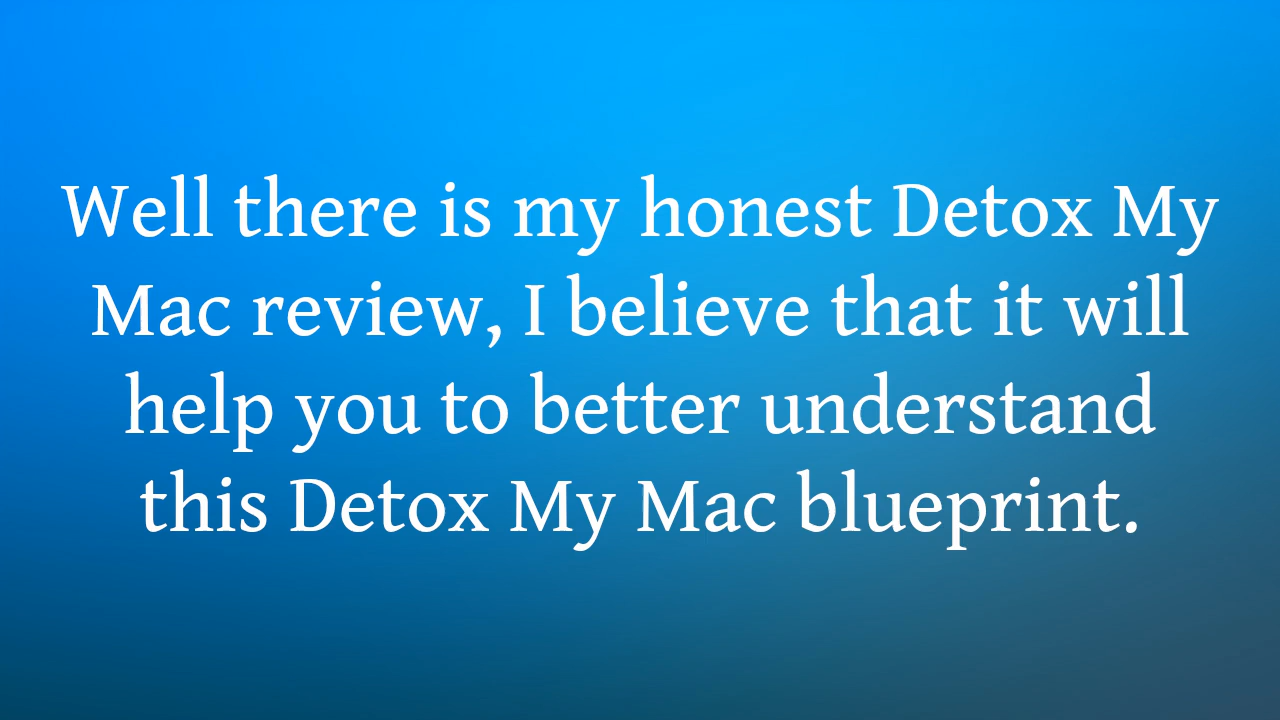 Well there is my honest Detox My
Mac review, I believe that it will
help you to better understand
this Detox My Mac blueprint.